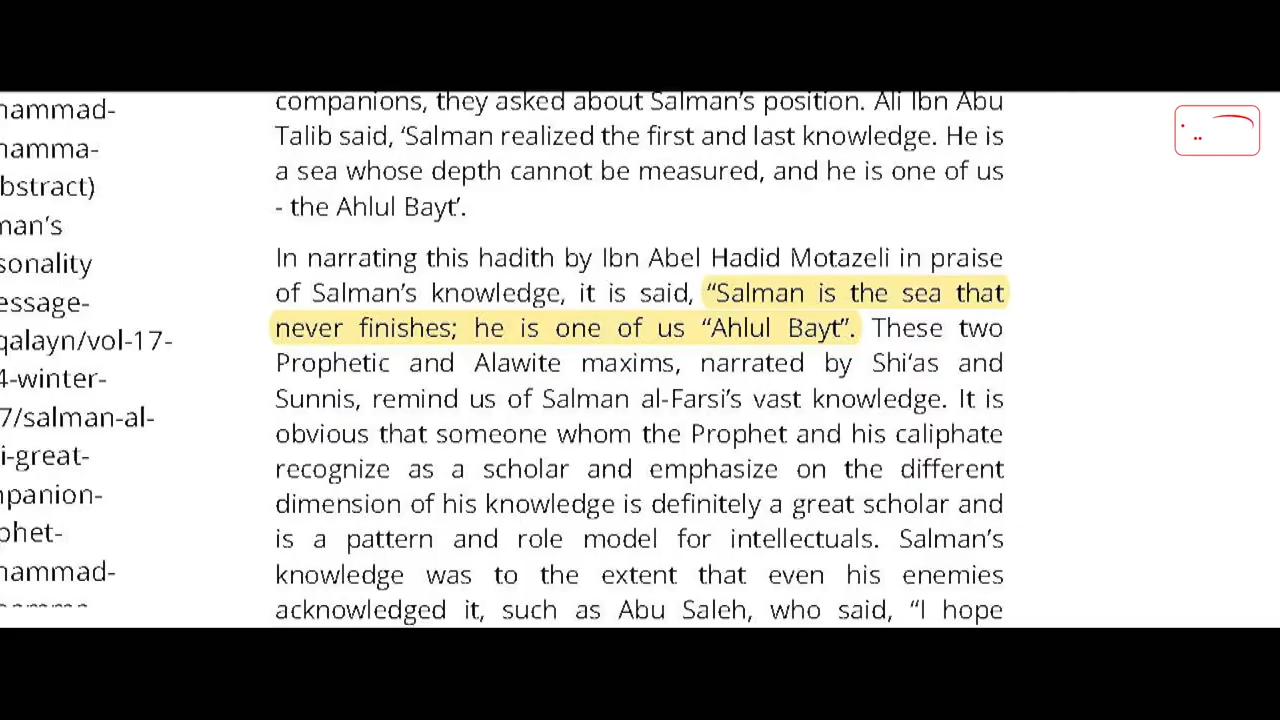 hammad-
hamma-
bstract)
nan's
sonality
essage-
qalayn/vol-17-
4-winter-
7/salman-al-
i-great-
npanion-
phet-
hammad-
companions, they asked about Salman's position. Ali Ibn Abu
Talib said, ‘Salman realized the first and last knowledge. He is
a sea whose depth cannot be measured, and he is one of us
- the Ahlul Bayt’.
In narrating this hadith by Ibn Abel Hadid Motazeli in praise
of Salman’s knowledge, it is said, “Salman is the sea that
never finishes; he is one of us “Ahlul Bayt”. These two
Prophetic and Alawite maxims, narrated by Shi‘as and
Sunnis, remind us of Salman al-Farsi’s vast knowledge. It is
obvious that someone whom the Prophet and his caliphate
recognize as a scholar and emphasize on the different
dimension of his knowledge is definitely a great scholar and
is a pattern and role model for intellectuals. Salman’s
knowledge was to the extent that even his enemies
acknowledged it, such as Abu Saleh, who said, “I hope